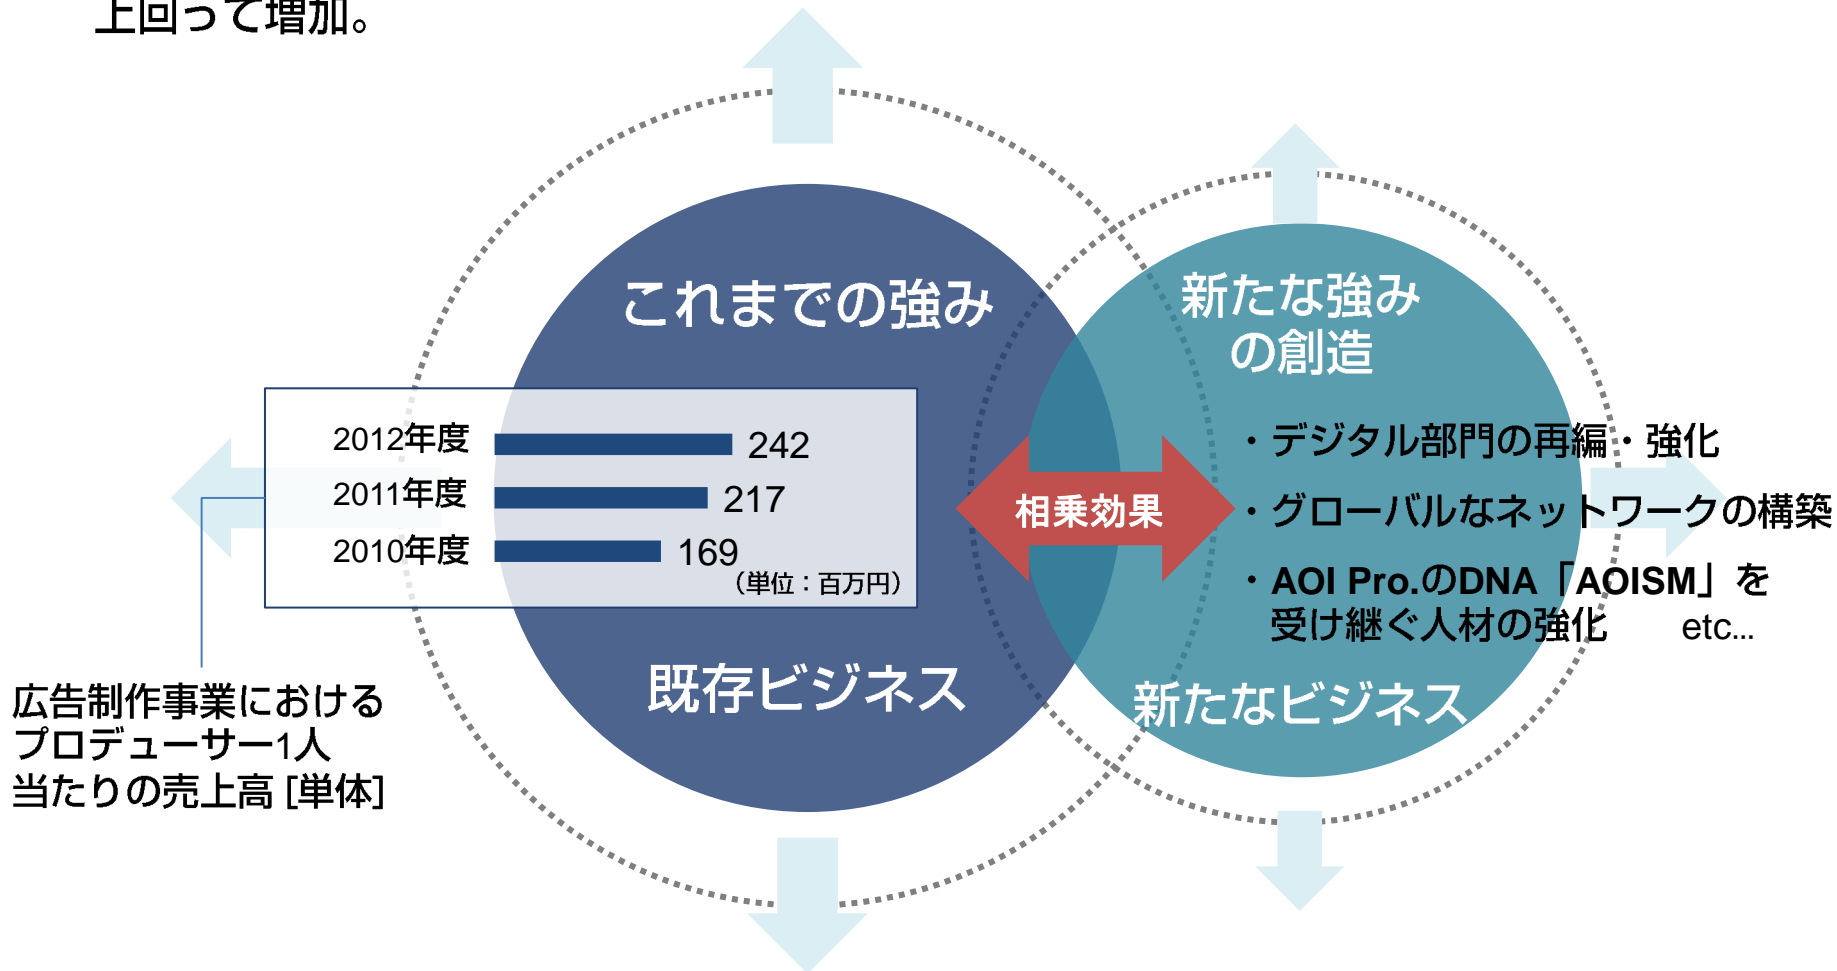 上回って増加。
これまでの強み
2012年度 242
2011年度 217
2010年度 169
（単位：百万円）
既存ビジネス
広告制作事業における
プロデューサー1人
当たりの売上高 [単体]
相乗効果
新たな強み
の創造
・デジタル部門の再編・強化
・グローバルなネットワークの構築
・AOI Pro.のDNA「AOISM」を
受け継ぐ人材の強化 etc...
新たなビジネス